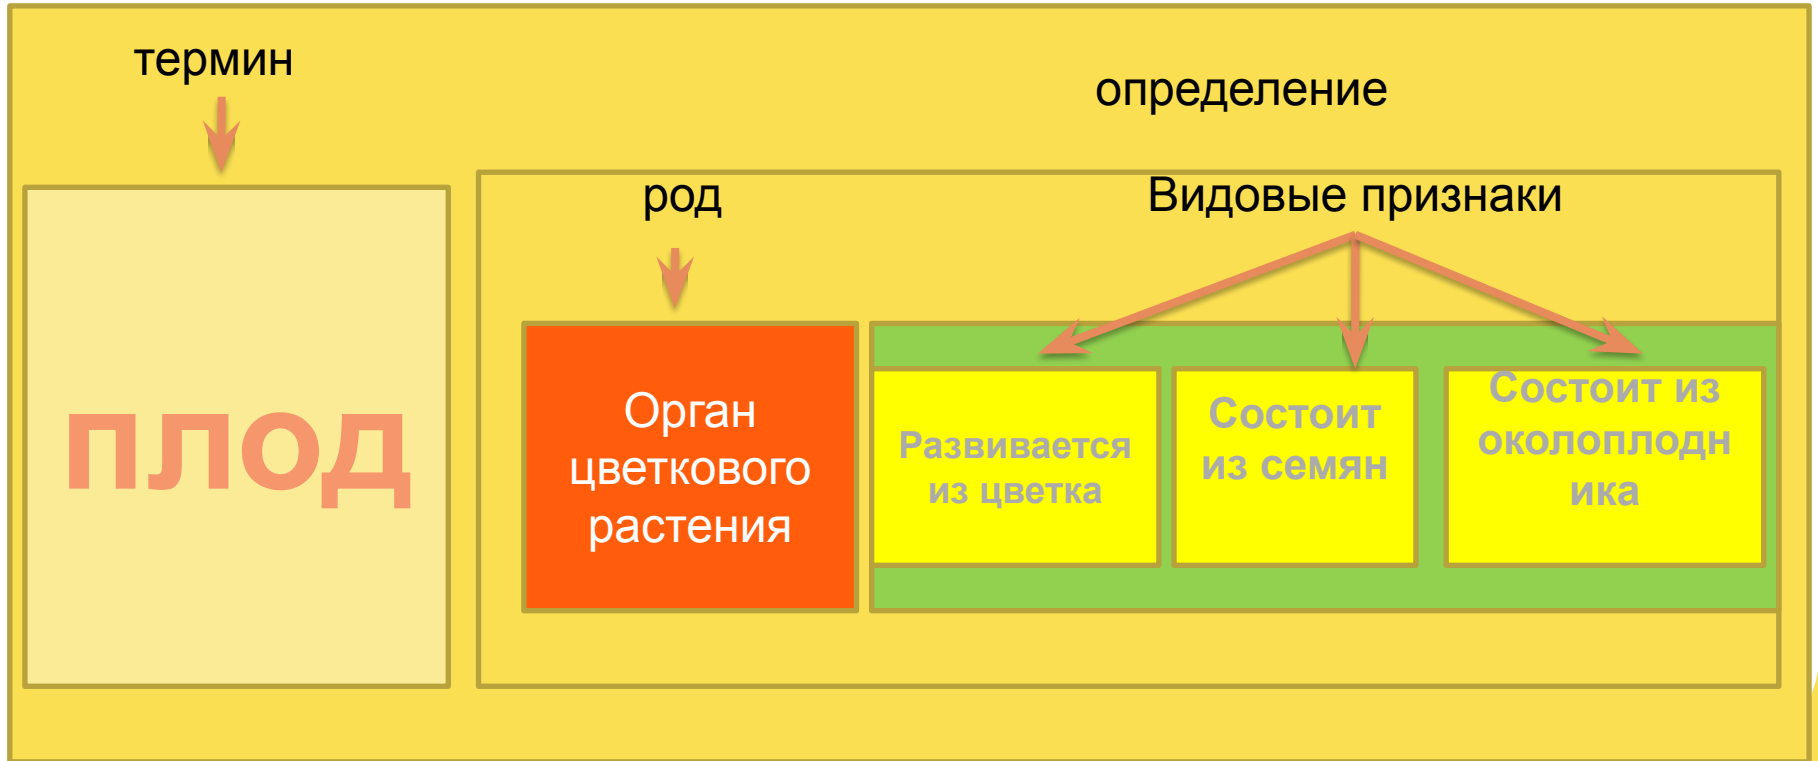 термин
определение
род
Видовые признаки
плод
Орган
цветкового
растения
Развивается
из цветка
Состоит
из семян
Состоит из
околоплодн
ика